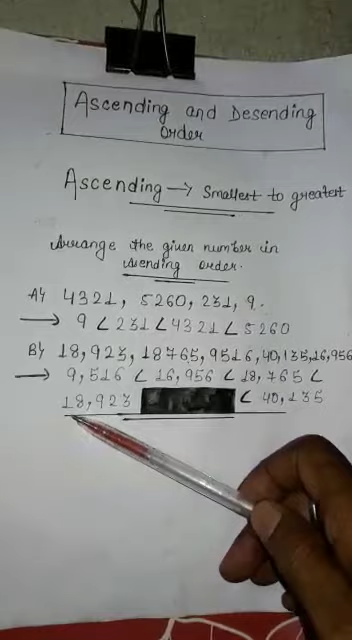 Ascending and Desending
Order
Ascending → Smallest to greatest
Arrange the given number in
Asending order.
A) 4321, 5260, 231, 9.
→ 9 < 231 < 4321 < 5260
B) 18,923, 18765, 9516, 40,135, 16,956
→ 9,516 < 16,956 < 18,765 <
18,923 < 40,135